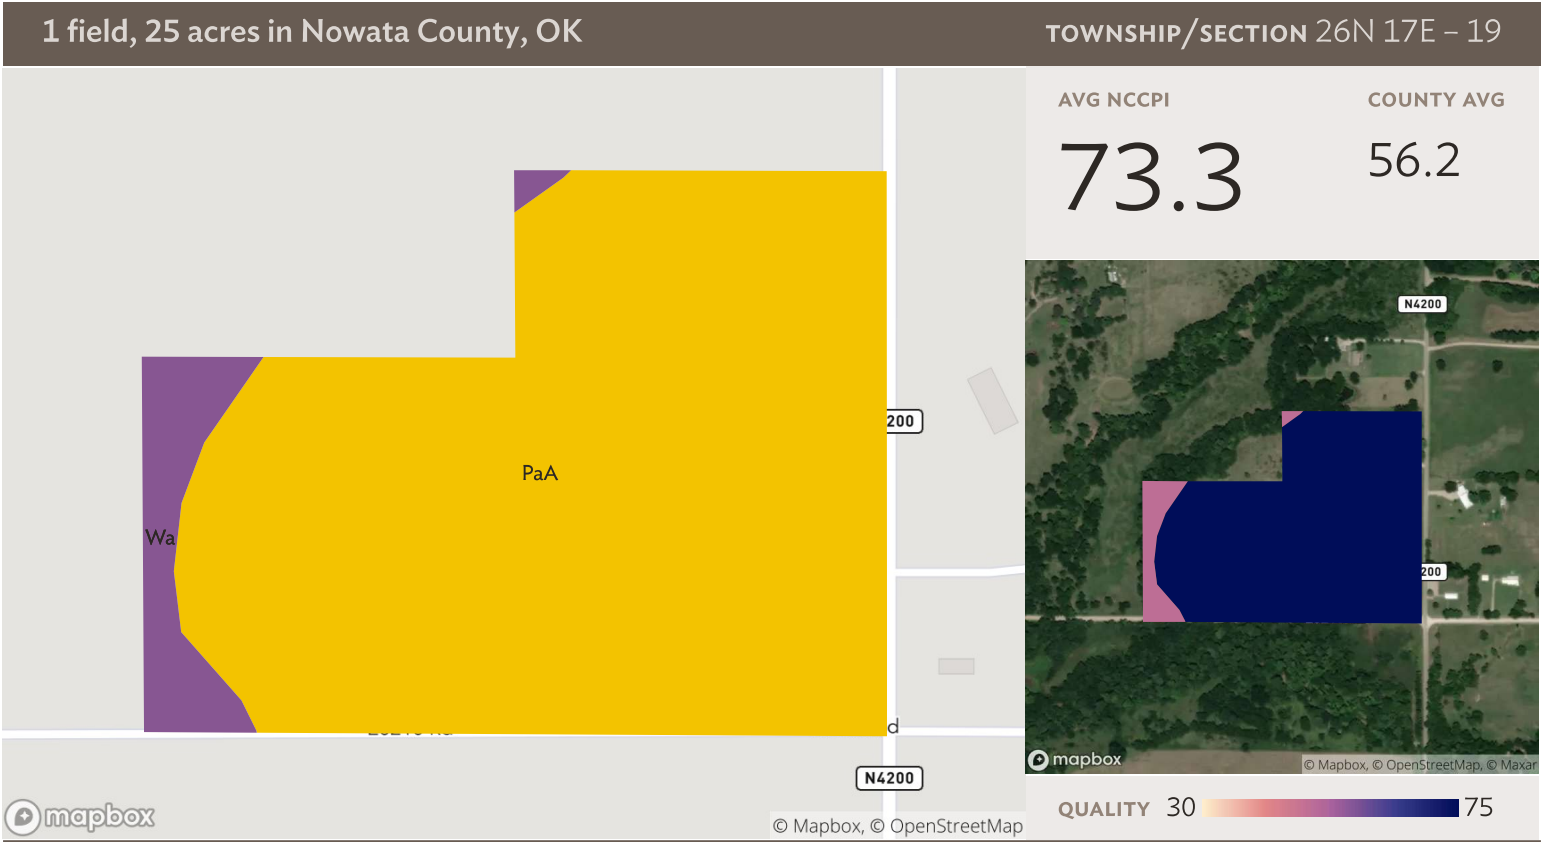 1 field, 25 acres in Nowata County, OK
TOWNSHIP/SECTION 26N 17E – 19
AVG NCCPI
COUNTY AVG
73.3
56.2
N4200
200
PaA
Wa
200
d
N4200
mapbox
© Mapbox, © OpenStreetMap
mapbox
© Mapbox, © OpenStreetMap, © Maxar
QUALITY 30 75